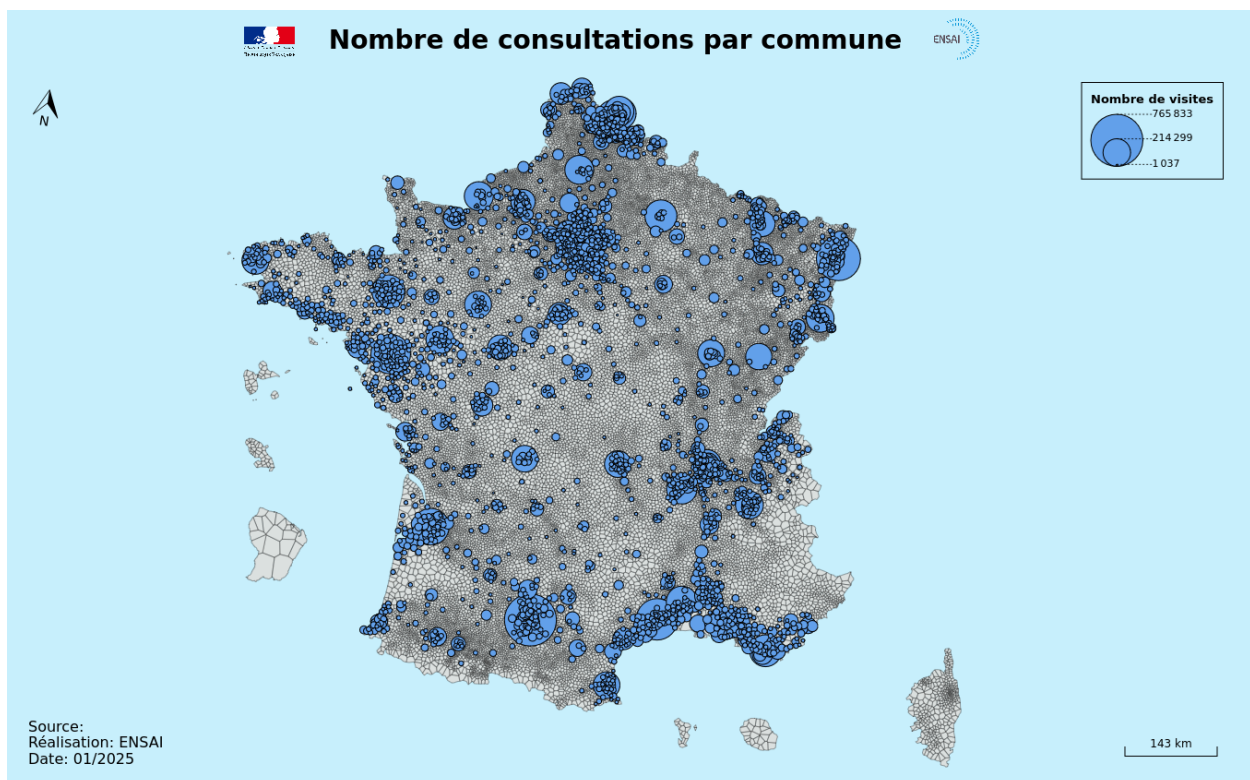 Nombre de consultations par commune
ENSAI
N
Nombre de visites
765 833
214 299
1 037
Source:
Réalisation: ENSAI
Date: 01/2025
143 km